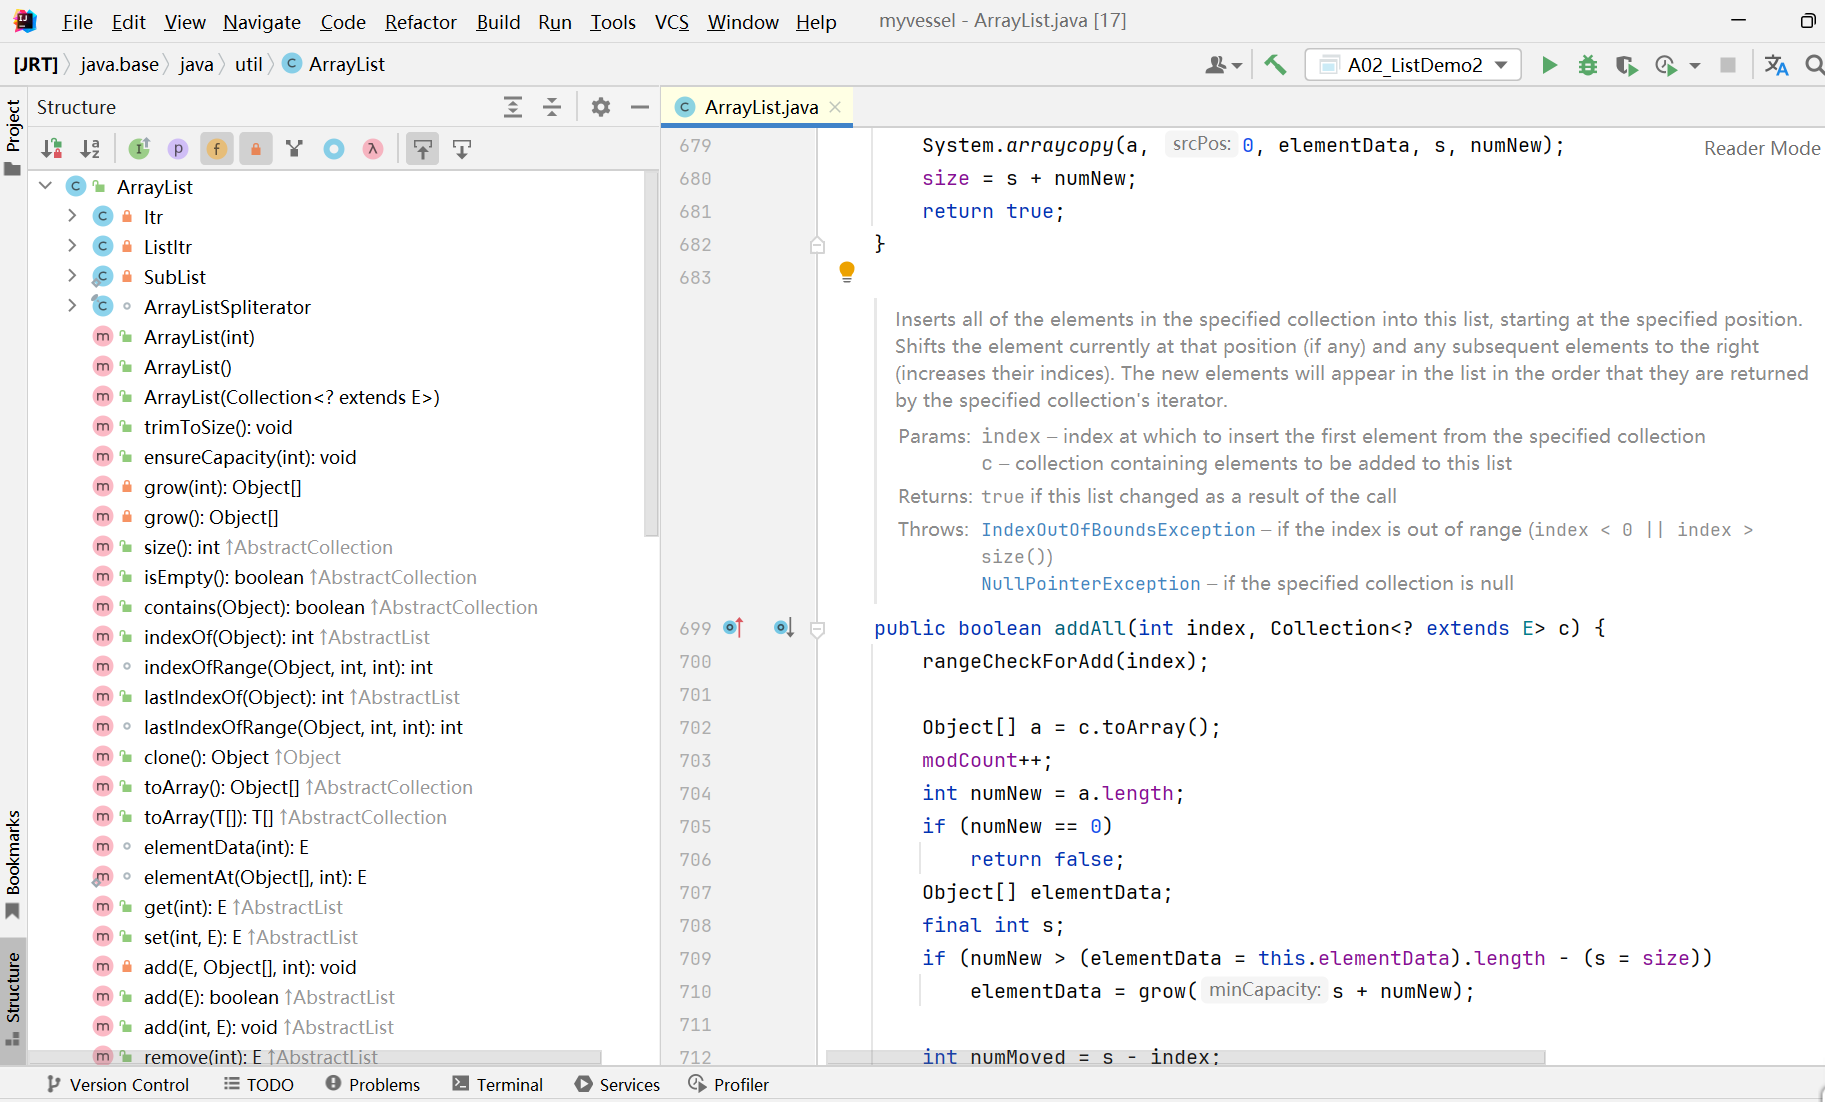 File Edit View Navigate Code Refactor Build Run Tools VCS Window Help myvessel - ArrayList.java [17]
[JRT] java.base java util ArrayList A02_ListDemo2
Project
Structure
ArrayList.java
ArrayList
Itr
ListItr
SubList
ArrayListSpliterator
ArrayList(int)
ArrayList()
ArrayList(Collection<? extends E>)
trimToSize(): void
ensureCapacity(int): void
grow(int): Object[]
grow(): Object[]
size(): int ↑AbstractCollection
isEmpty(): boolean ↑AbstractCollection
contains(Object): boolean ↑AbstractCollection
indexOf(Object): int ↑AbstractList
indexOfRange(Object, int, int): int
lastIndexOf(Object): int ↑AbstractList
lastIndexOfRange(Object, int, int): int
clone(): Object ↑Object
toArray(): Object[] ↑AbstractCollection
toArray(T[]): T[] ↑AbstractCollection
elementData(int): E
elementAt(Object[], int): E
get(int): E ↑AbstractList
set(int, E): E ↑AbstractList
add(E, Object[], int): void
add(E): boolean ↑AbstractList
add(int, E): void ↑AbstractList
remove(int): E ↑AbstractList
Bookmarks
Structure
Reader Mode
679 System.arraycopy(a, srcPos: 0, elementData, s, numNew);
680 size = s + numNew;
681 return true;
682 }
683
Inserts all of the elements in the specified collection into this list, starting at the specified position.
Shifts the element currently at that position (if any) and any subsequent elements to the right
(increases their indices). The new elements will appear in the list in the order that they are returned
by the specified collection's iterator.
Params: index – index at which to insert the first element from the specified collection
c – collection containing elements to be added to this list
Returns: true if this list changed as a result of the call
Throws: IndexOutOfBoundsException – if the index is out of range (index < 0 || index >
size())
NullPointerException – if the specified collection is null
699 public boolean addAll(int index, Collection<? extends E> c) {
700 rangeCheckForAdd(index);
701
702 Object[] a = c.toArray();
703 modCount++;
704 int numNew = a.length;
705 if (numNew == 0)
706 return false;
707 Object[] elementData;
708 final int s;
709 if (numNew > (elementData = this.elementData).length - (s = size))
710 elementData = grow( minCapacity: s + numNew);
711
712 int numMoved = s - index;
Version Control TODO Problems Terminal Services Profiler